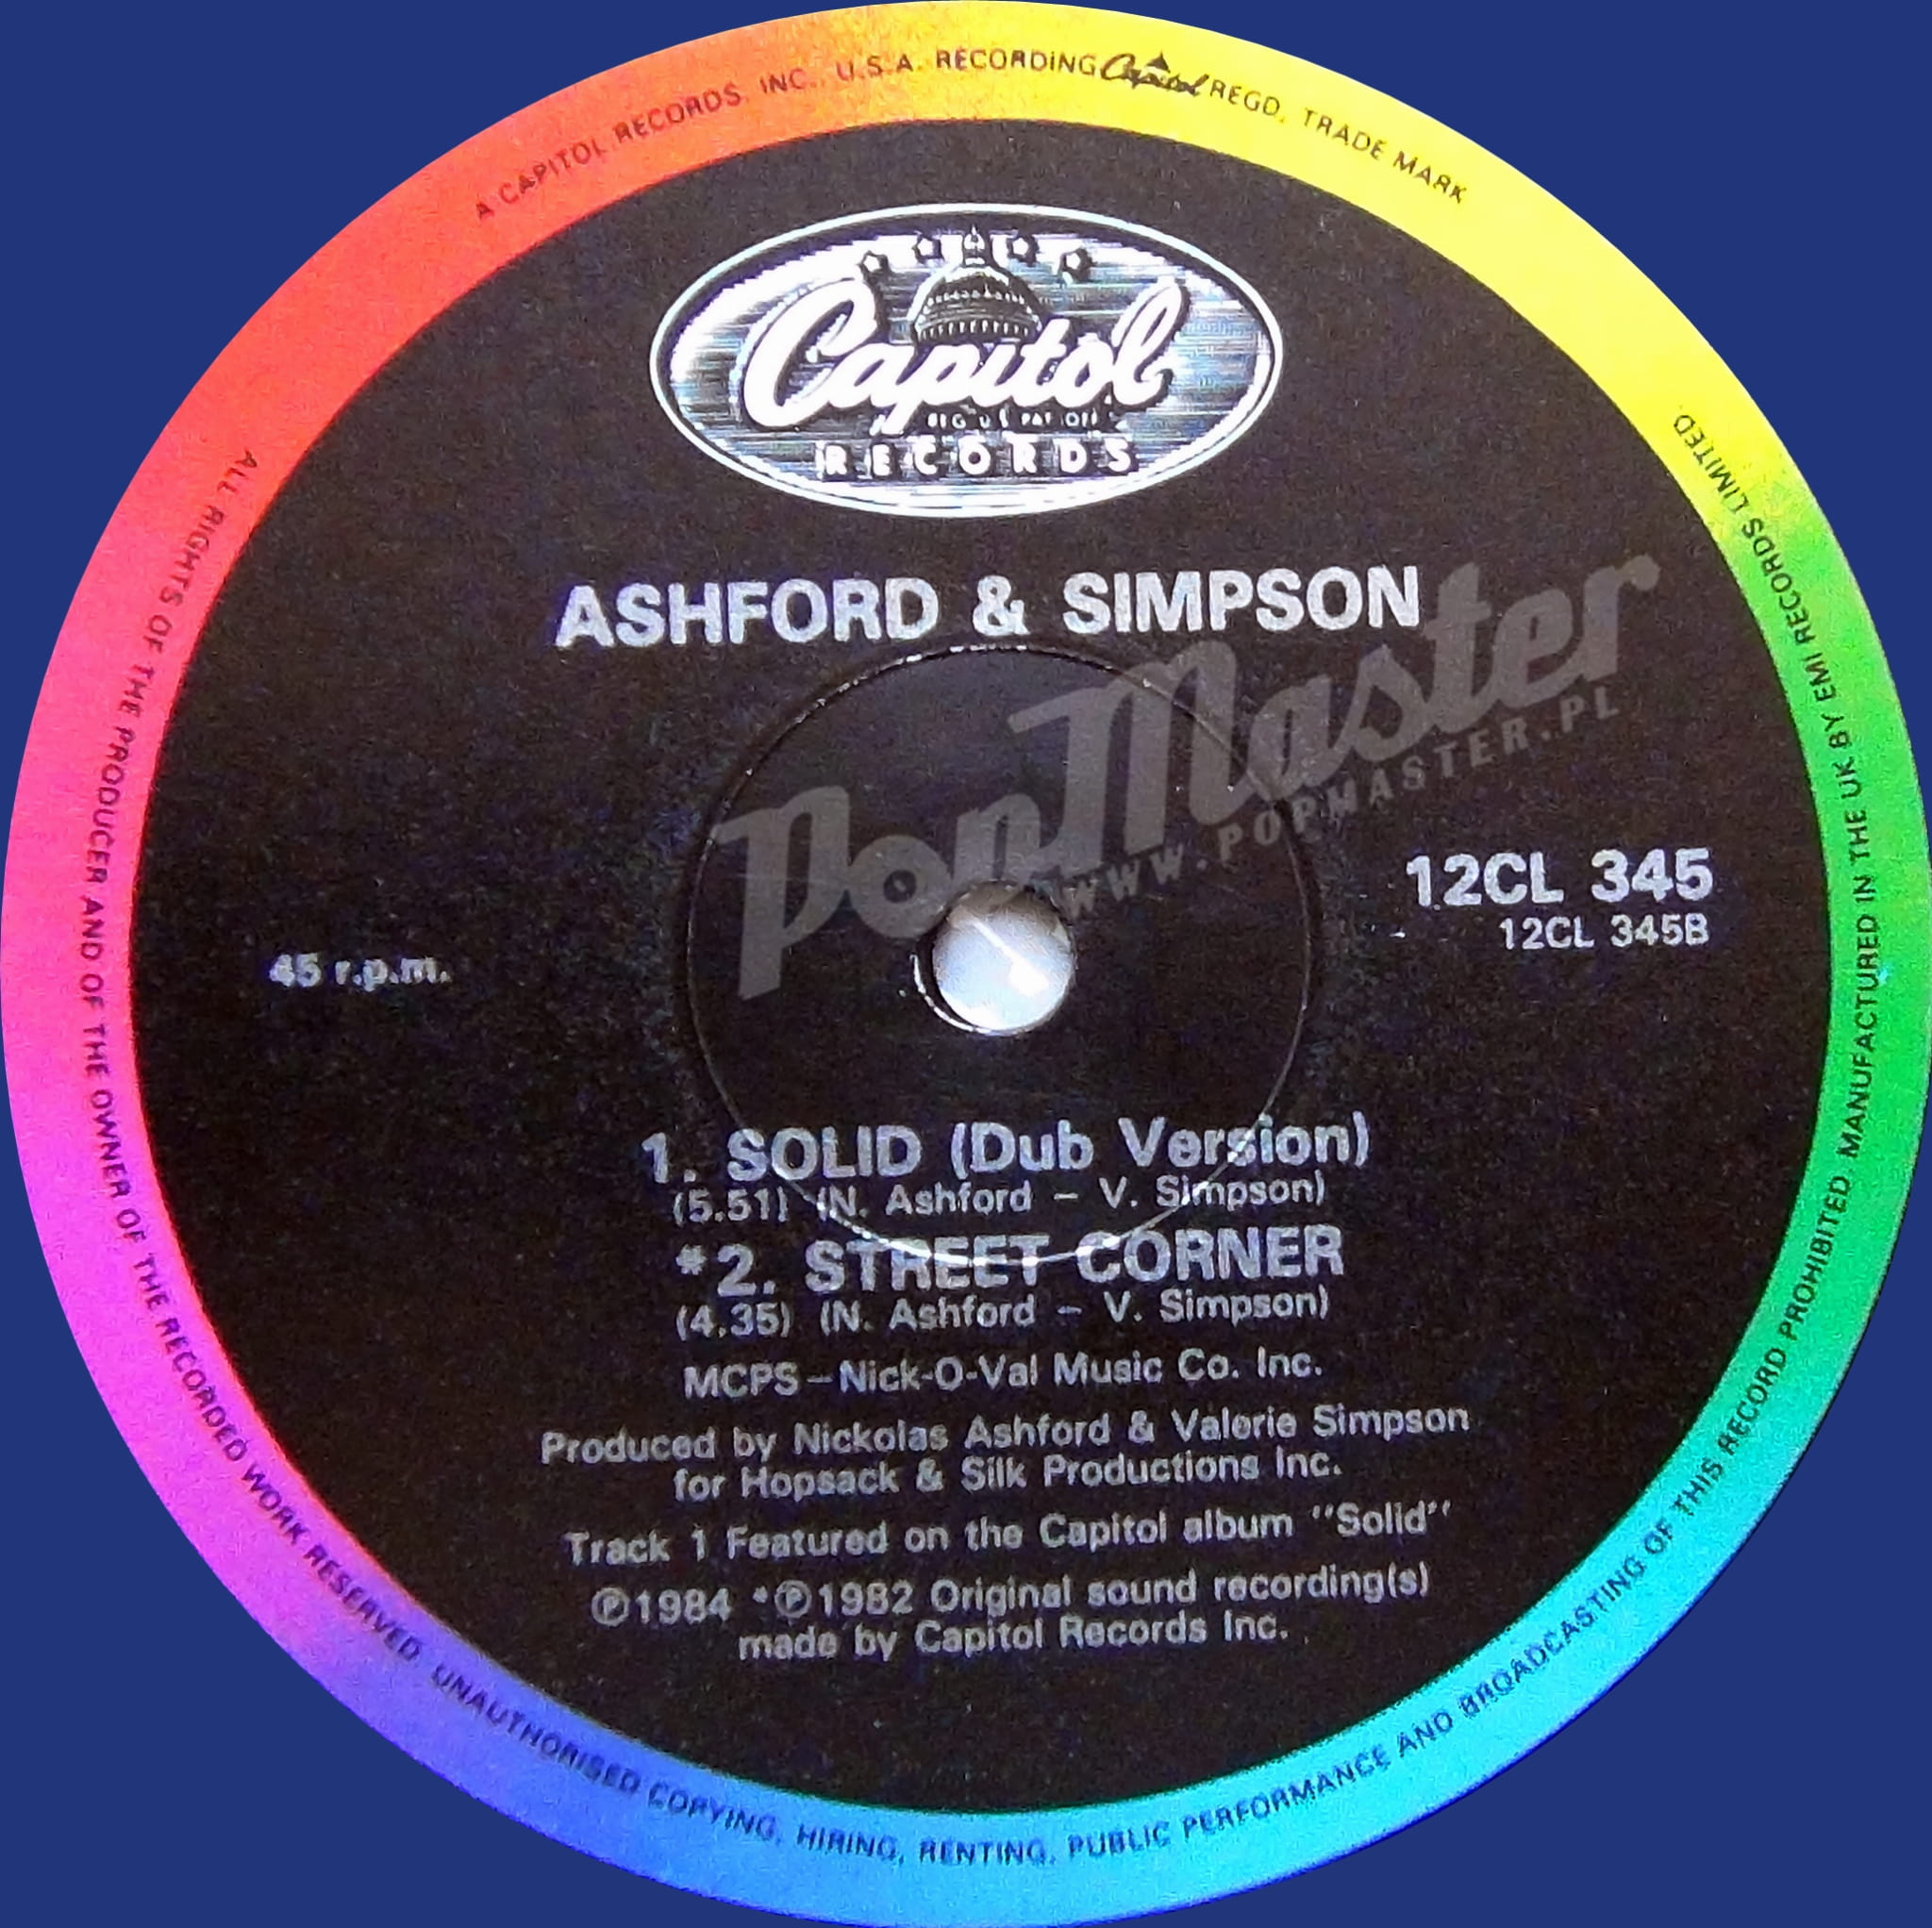 A CAPITOL RECORDS. INC., U.S.A. RECORDING Capitol REGD. TRADE MARK
Capitol
REG. U.S. PAT. OFF.
RECORDS
ASHFORD & SIMPSON
PopMaster
WWW.POPMASTER.PL
12CL 345
12CL 345B
45 r.p.m.
1. SOLID (Dub Version)
(5.51) (N. Ashford – V. Simpson)
*2. STREET CORNER
(4.35) (N. Ashford – V. Simpson)
MCPS – Nick-O-Val Music Co. Inc.
Produced by Nickolas Ashford & Valerie Simpson
for Hopsack & Silk Productions Inc.
Track 1 Featured on the Capitol album "Solid"
℗1984 *℗1982 Original sound recording(s)
made by Capitol Records Inc.
ALL RIGHTS OF THE PRODUCER AND OF THE OWNER OF THE RECORDED WORK RESERVED. UNAUTHORISED COPYING, HIRING, RENTING, PUBLIC PERFORMANCE AND BROADCASTING OF THIS RECORD PROHIBITED. MANUFACTURED IN THE UK BY EMI RECORDS LIMITED